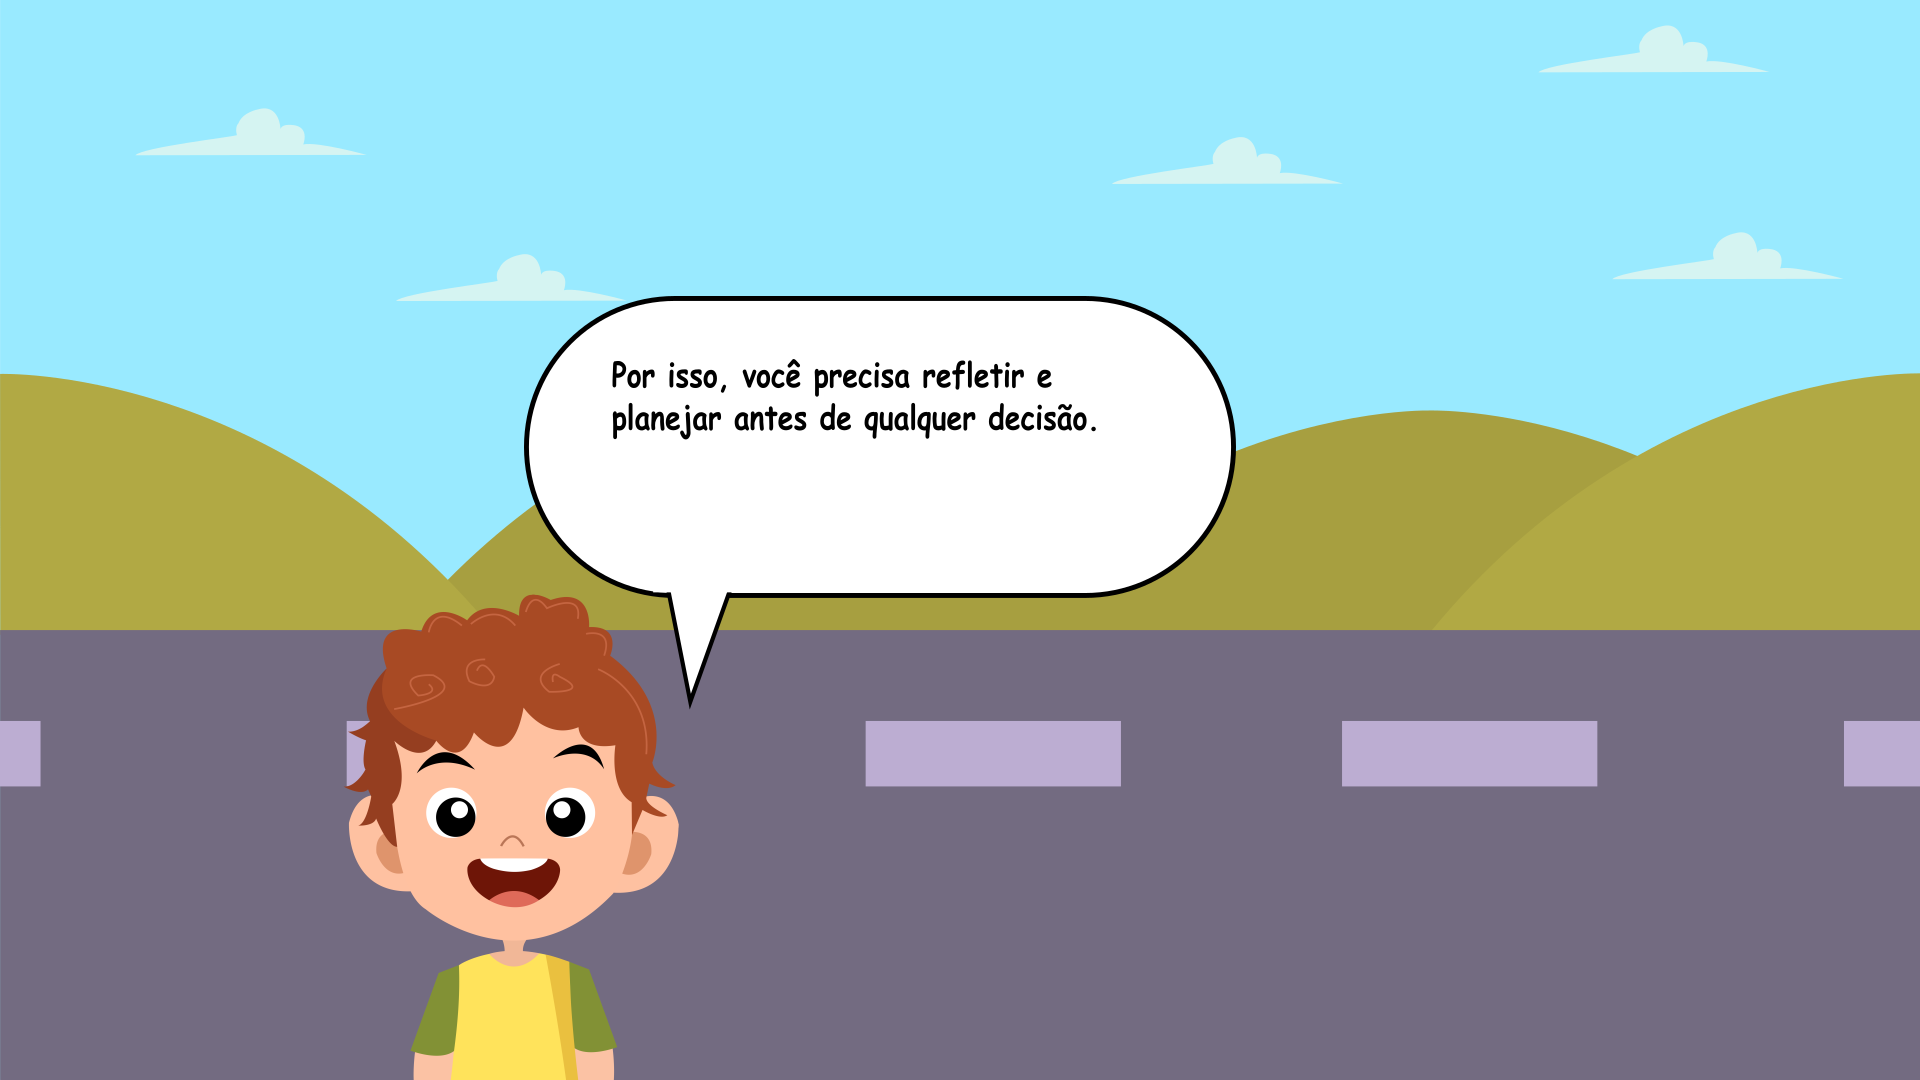 Por isso, você precisa refletir e
planejar antes de qualquer decisão.